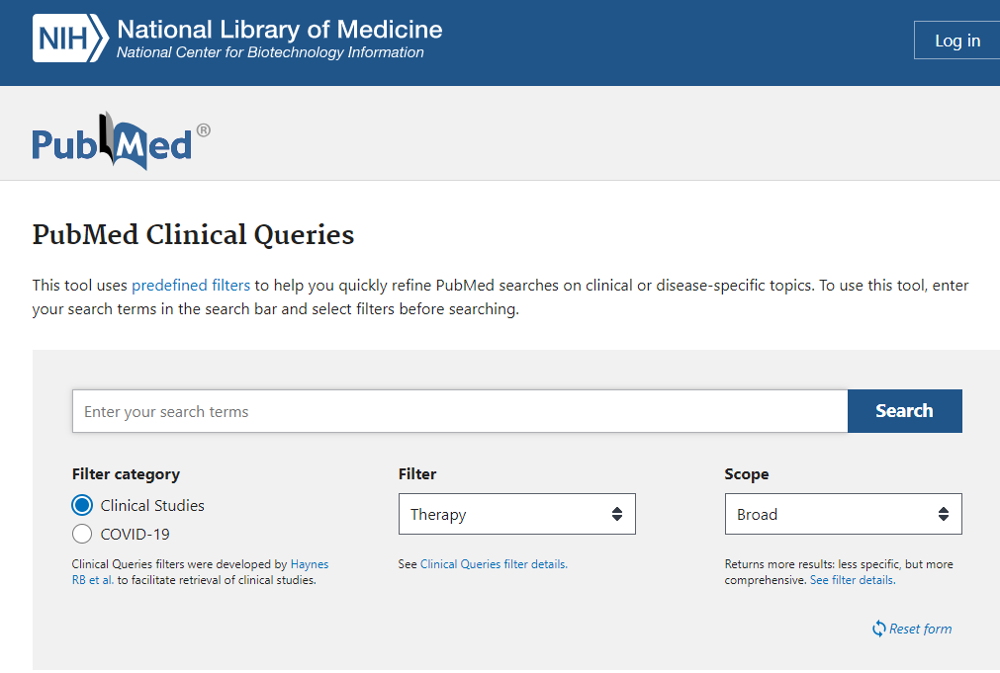 NIH
National Library of Medicine
National Center for Biotechnology Information
Log in
PubMed®
PubMed Clinical Queries
This tool uses predefined filters to help you quickly refine PubMed searches on clinical or disease-specific topics. To use this tool, enter
your search terms in the search bar and select filters before searching.
Enter your search terms
Search
Filter category
Clinical Studies
COVID-19
Clinical Queries filters were developed by Haynes
RB et al. to facilitate retrieval of clinical studies.
Filter
Therapy
See Clinical Queries filter details.
Scope
Broad
Returns more results: less specific, but more
comprehensive. See filter details.
Reset form